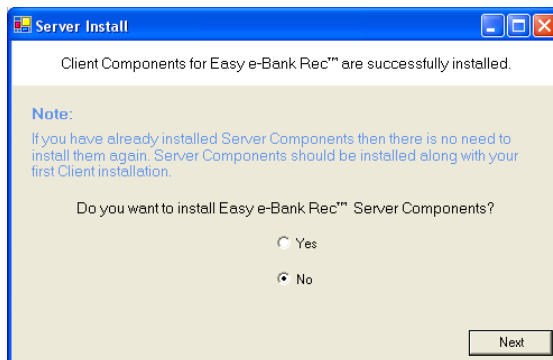 Server Install
Client Components for Easy e-Bank Rec™ are successfully installed.
Note:
If you have already installed Server Components then there is no need to
install them again. Server Components should be installed along with your
first Client installation.
Do you want to install Easy e-Bank Rec™ Server Components?
Yes
No
Next